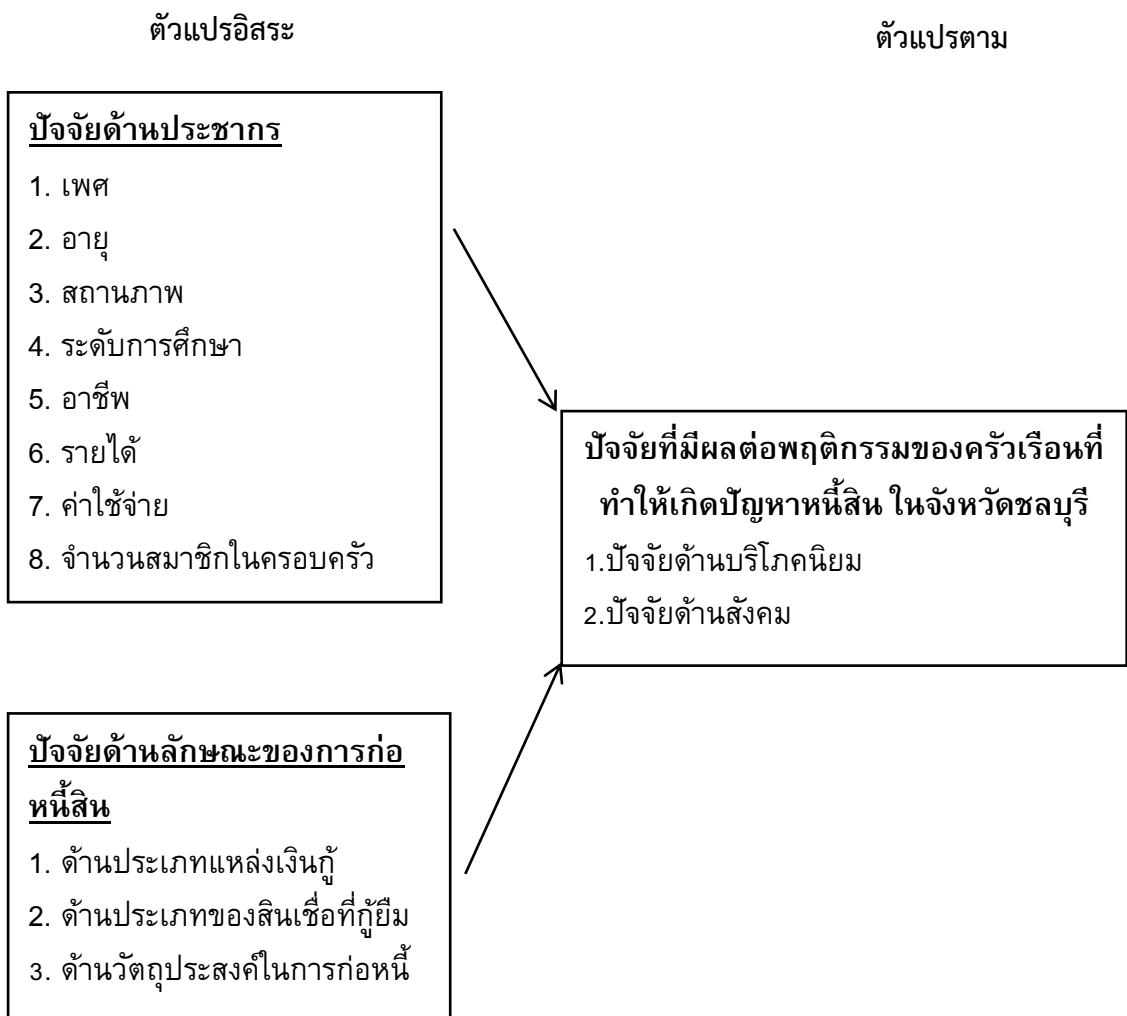 ตัวแปรอิสระ
ตัวแปรตาม
ปัจจัยด้านประชากร
1. เพศ
2. อายุ
3. สถานภาพ
4. ระดับการศึกษา
5. อาชีพ
6. รายได้
7. ค่าใช้จ่าย
8. จำนวนสมาชิกในครอบครัว
ปัจจัยที่มีผลต่อพฤติกรรมของครัวเรือนที่
ทำให้เกิดปัญหาหนี้สิน ในจังหวัดชลบุรี
1.ปัจจัยด้านบริโภคนิยม
2.ปัจจัยด้านสังคม
ปัจจัยด้านลักษณะของการก่อ
หนี้สิน
1. ด้านประเภทแหล่งเงินกู้
2. ด้านประเภทของสินเชื่อที่กู้ยืม
3. ด้านวัตถุประสงค์ในการก่อหนี้